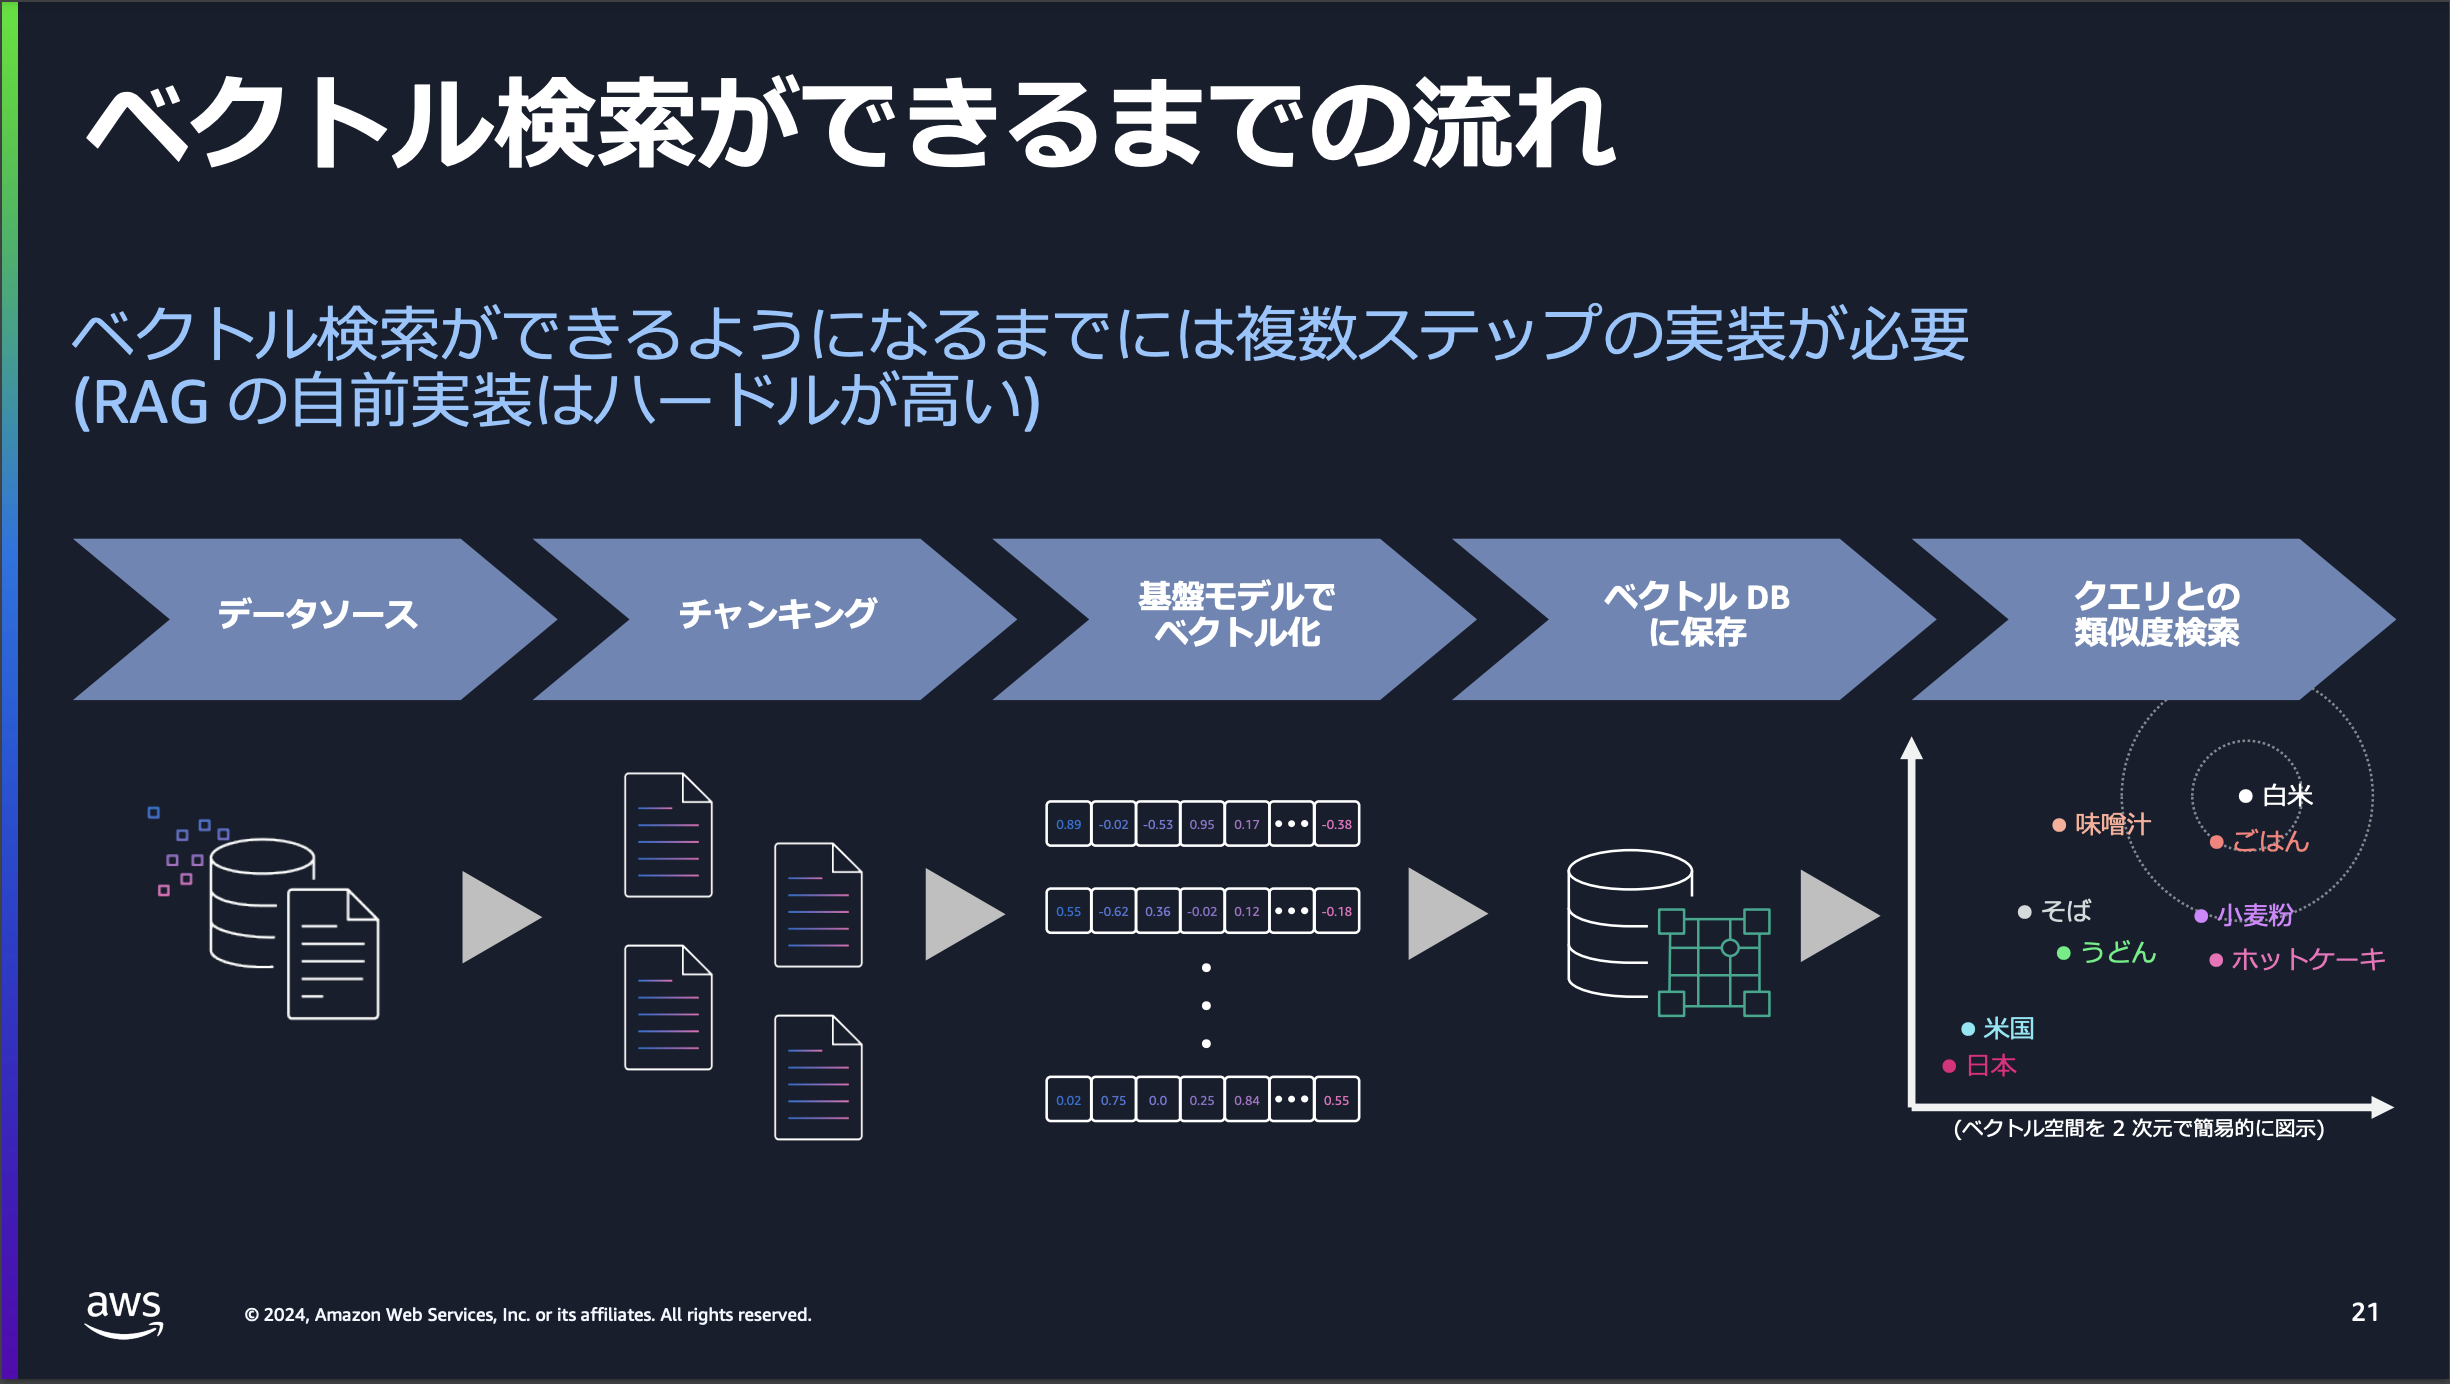 ベクトル検索ができるまでの流れ
ベクトル検索ができるようになるまでには複数ステップの実装が必要
(RAG の自前実装はハードルが高い)
データソース
チャンキング
基盤モデルで
ベクトル化
ベクトル DB
に保存
クエリとの
類似度検索
0.89 -0.02 -0.53 0.95 0.17 ••• -0.38
0.55 -0.62 0.36 -0.02 0.12 ••• -0.18
0.02 0.75 0.0 0.25 0.84 ••• 0.55
白米
味噌汁
ごはん
そば
小麦粉
うどん
ホットケーキ
米国
日本
(ベクトル空間を 2 次元で簡易的に図示)
aws
© 2024, Amazon Web Services, Inc. or its affiliates. All rights reserved.
21